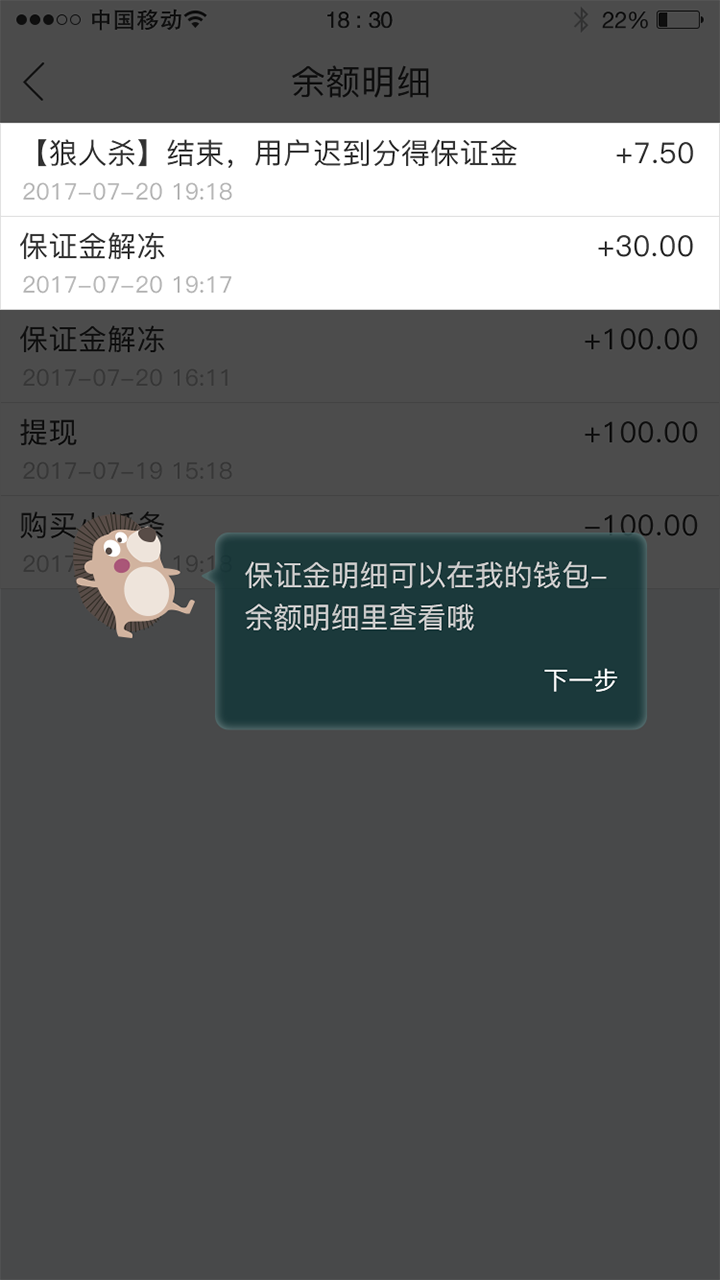 中国移动
18 : 30
22%
余额明细
【狼人杀】结束，用户迟到分得保证金
+7.50
2017-07-20 19:18
保证金解冻
+30.00
2017-07-20 19:17
保证金解冻
+100.00
2017-07-20 16:11
提现
+100.00
2017-07-19 15:18
购买小纸条
-100.00
2017
19:1
保证金明细可以在我的钱包-
余额明细里查看哦
下一步